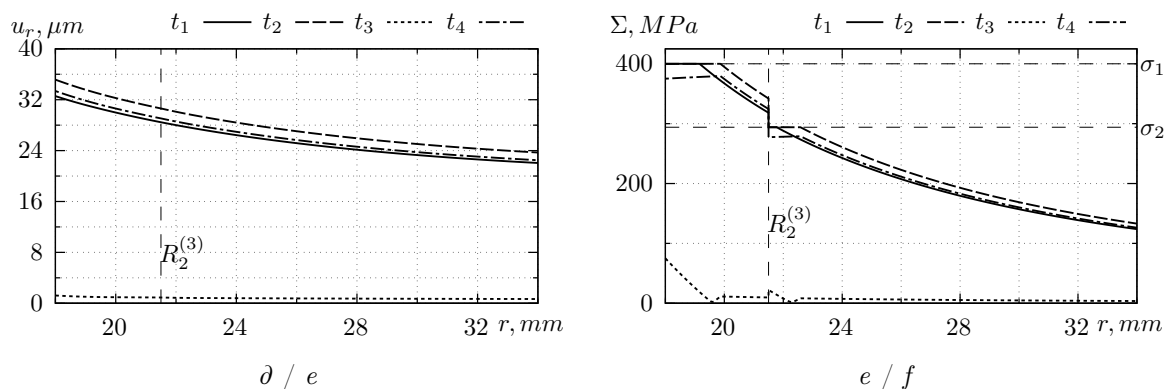 u_r, μm t_1 t_2 t_3 t_4
40
32
24
16
8
0
R_2^{(3)}
20 24 28 32 r, mm
∂ / e
Σ, MPa t_1 t_2 t_3 t_4
400
200
0
σ_1
σ_2
R_2^{(3)}
20 24 28 32 r, mm
e / f